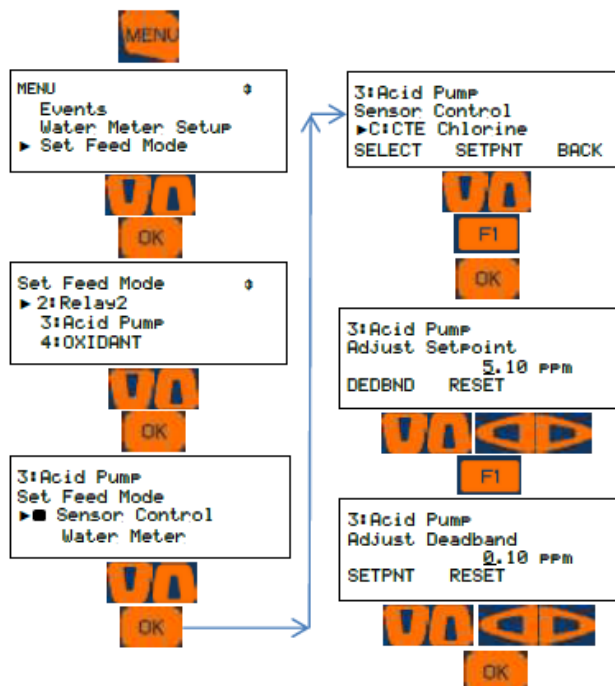 MENU
MENU
Events
Water Meter Setup
Set Feed Mode
OK
Set Feed Mode
2:Relay2
3:Acid Pump
4:OXIDANT
OK
3:Acid Pump
Set Feed Mode
Sensor Control
Water Meter
OK
3:Acid Pump
Sensor Control
C:CTE Chlorine
SELECT SETPNT BACK
F1
OK
3:Acid Pump
Adjust Setpoint
5.10 ppm
DEDBND RESET
F1
3:Acid Pump
Adjust Deadband
0.10 ppm
SETPNT RESET
OK